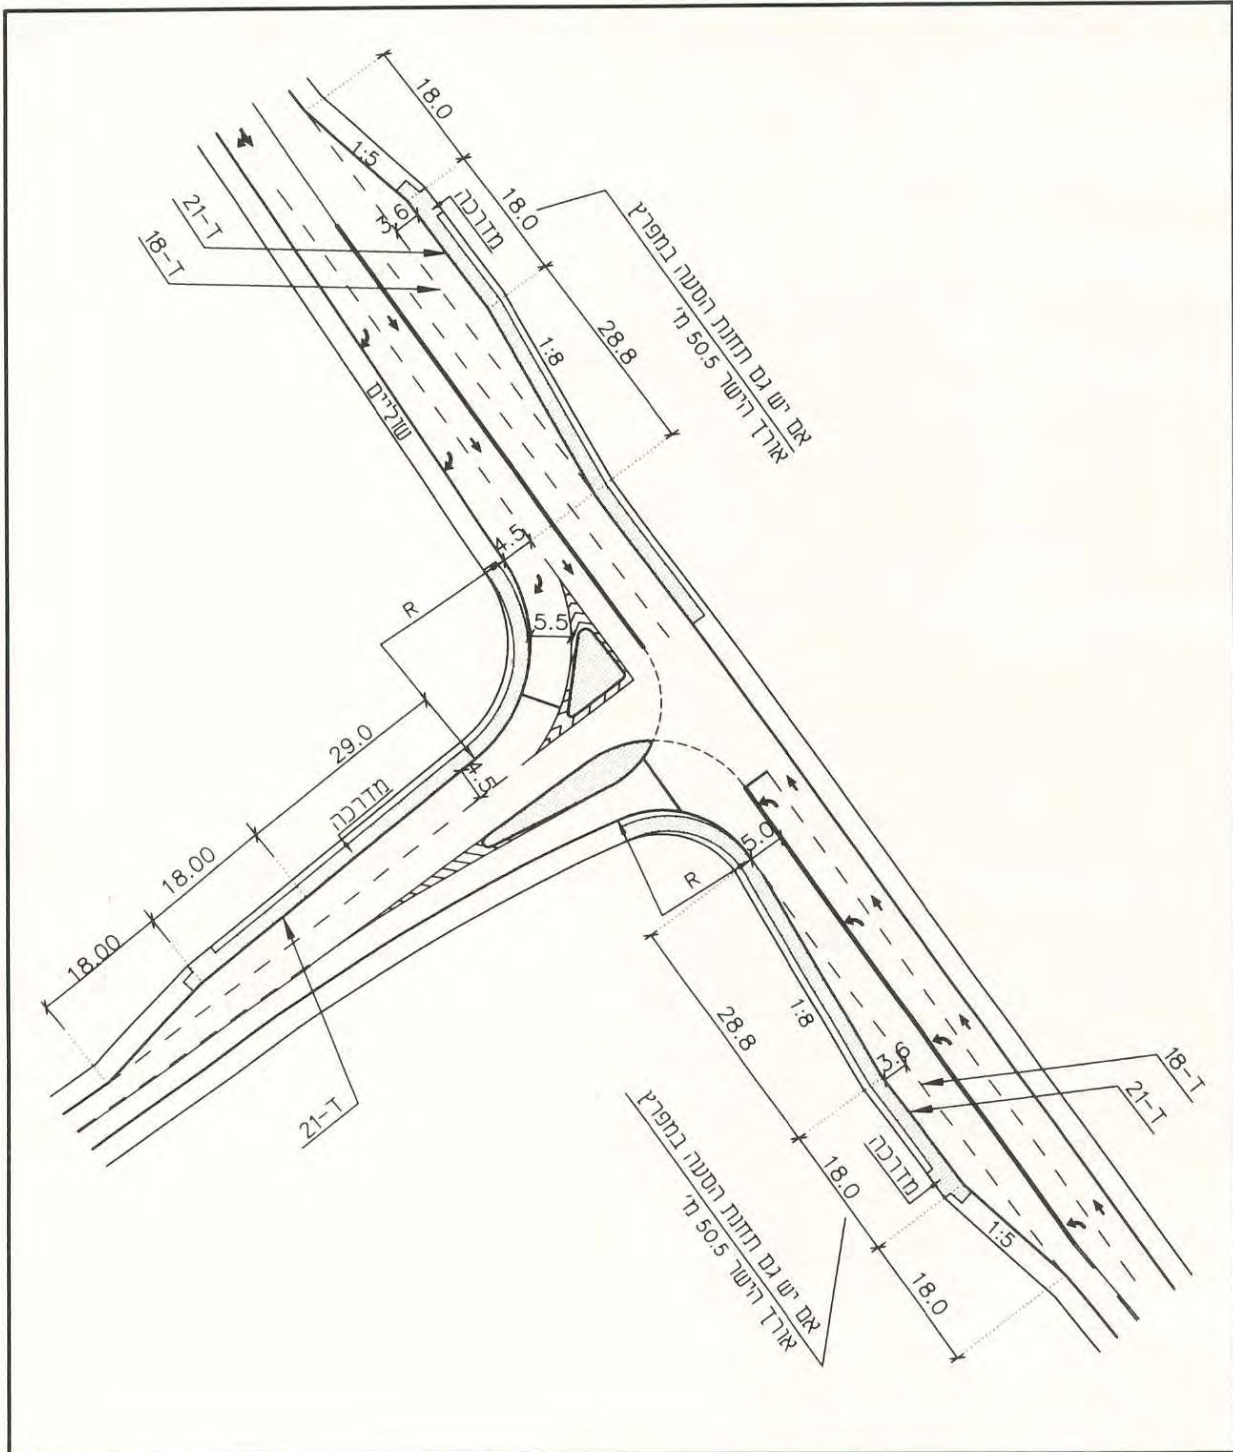 18.0
18.0
28.8
1:5
3.6
מדרכה
1:8
אם יש גם תחנת הסעה במפרץ
אורך הישר 50.5 מ'
ד-21
ד-18
שוליים
4.5
R
5.5
29.0
18.00
18.00
4.5
מדרכה
ד-21
5.0
R
28.8
1:8
3.6
18.0
18.0
1:5
מדרכה
ד-18
ד-21
אם יש גם תחנת הסעה במפרץ
אורך הישר 50.5 מ'